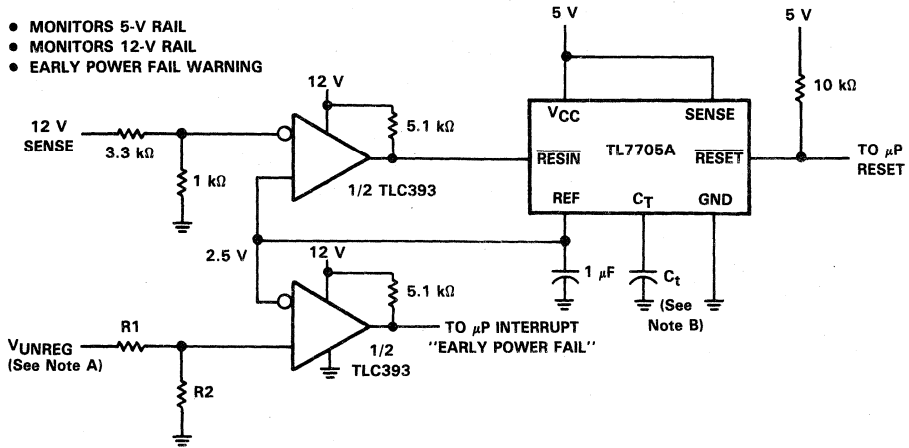 • MONITORS 5-V RAIL
• MONITORS 12-V RAIL
• EARLY POWER FAIL WARNING
5 V
5 V
10 kΩ
12 V
5.1 kΩ
VCC
SENSE
12 V
SENSE
3.3 kΩ
RESIN
TL7705A
RESET
TO μP
RESET
1 kΩ
1/2 TLC393
REF
CT
GND
2.5 V
12 V
5.1 kΩ
1 μF
Ct
(See
Note B)
R1
VUNREG
(See Note A)
TO μP INTERRUPT
"EARLY POWER FAIL"
1/2
TLC393
R2